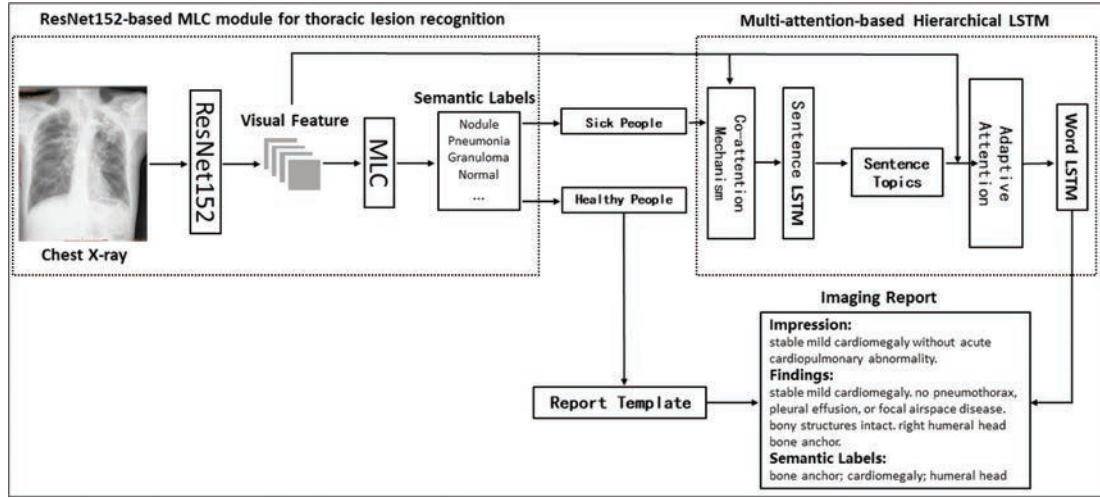 ResNet152-based MLC module for thoracic lesion recognition
Multi-attention-based Hierarchical LSTM
Chest X-ray
ResNet152
Visual Feature
MLC
Semantic Labels
Nodule
Pneumonia
Granuloma
Normal
...
Sick People
Healthy People
Co-attention
Mechanism
Sentence LSTM
Sentence
Topics
Adaptive
Attention
Word LSTM
Report Template
Imaging Report
Impression:
stable mild cardiomegaly without acute
cardiopulmonary abnormality.
Findings:
stable mild cardiomegaly. no pneumothorax,
pleural effusion, or focal airspace disease.
bony structures intact. right humeral head
bone anchor.
Semantic Labels:
bone anchor; cardiomegaly; humeral head